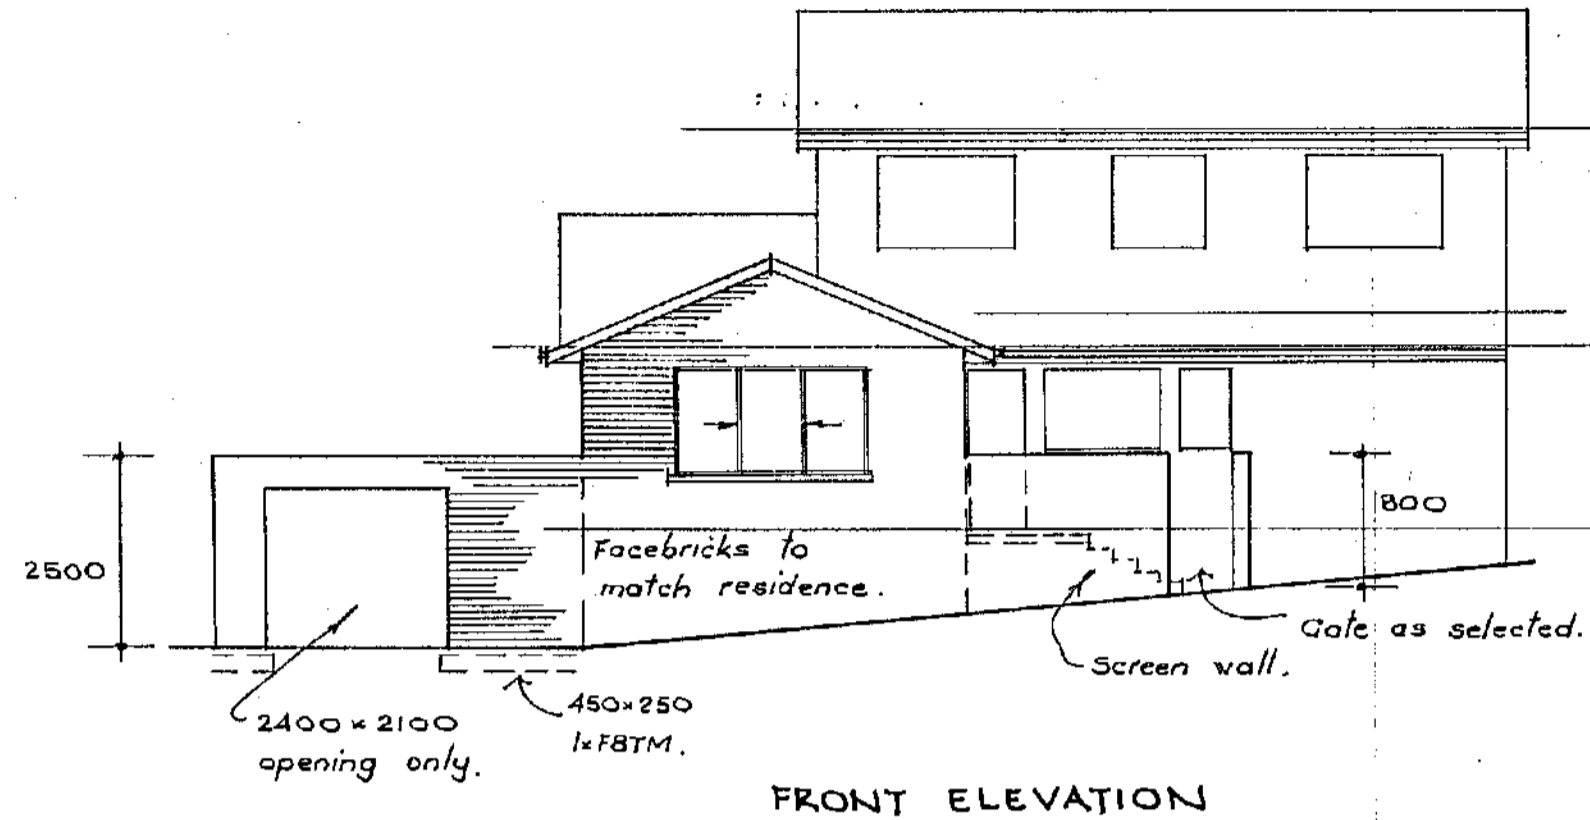 800
2500
Facebricks to
match residence.
Gate as selected.
Screen wall.
450×250
1×F8TM.
2400×2100
opening only.
FRONT ELEVATION